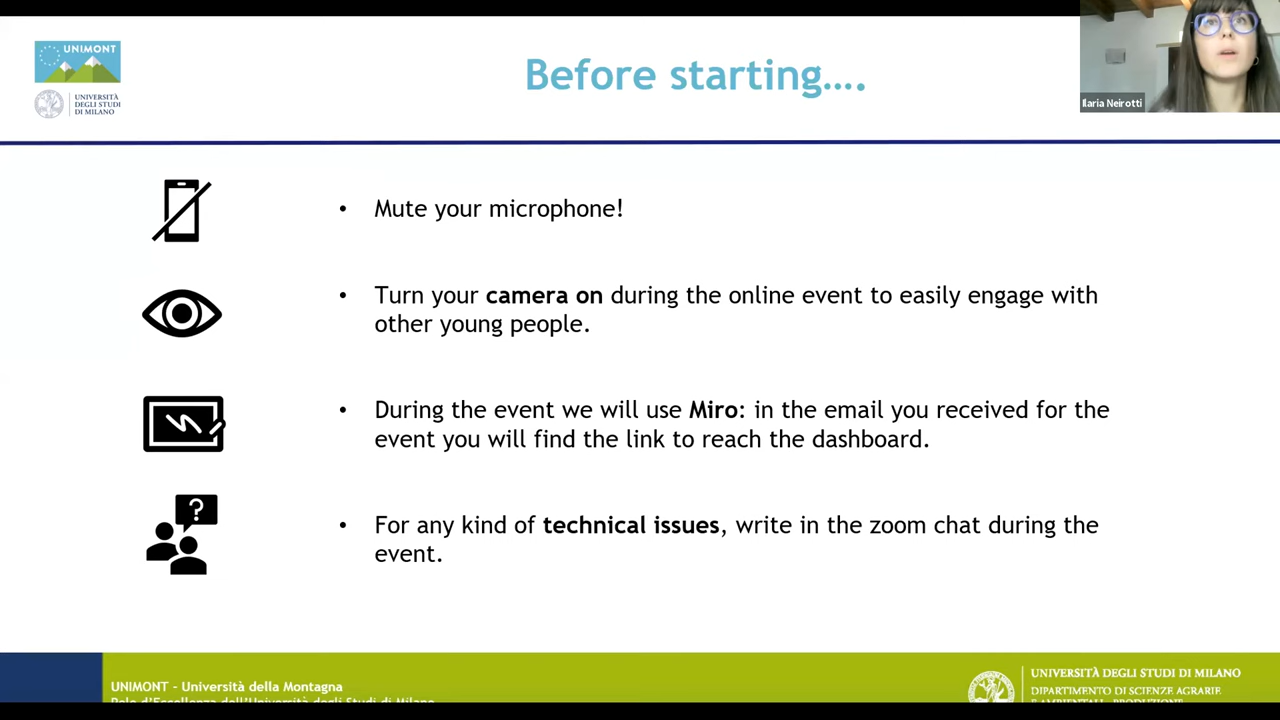 UNIMONT
UNIVERSITÀ
DEGLI STUDI
DI MILANO
Before starting….
Ilaria Neirotti
• Mute your microphone!
• Turn your camera on during the online event to easily engage with
other young people.
• During the event we will use Miro: in the email you received for the
event you will find the link to reach the dashboard.
?
• For any kind of technical issues, write in the zoom chat during the
event.
UNIMONT - Università della Montagna
Polo d'Eccellenza dell'Università degli Studi di Milano
UNIVERSITÀ DEGLI STUDI DI MILANO
DIPARTIMENTO DI SCIENZE AGRARIE
E AMBIENTALI - PRODUZIONE